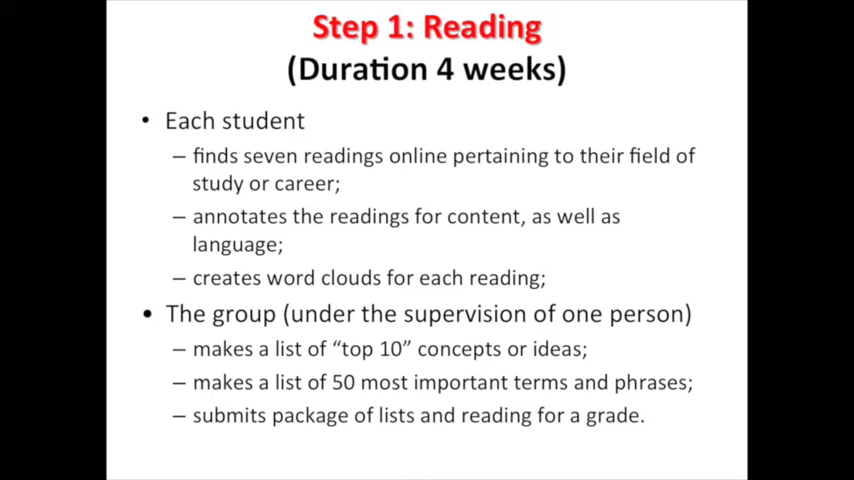 Step 1: Reading
(Duration 4 weeks)
• Each student
– finds seven readings online pertaining to their field of
study or career;
– annotates the readings for content, as well as
language;
– creates word clouds for each reading;
• The group (under the supervision of one person)
– makes a list of “top 10” concepts or ideas;
– makes a list of 50 most important terms and phrases;
– submits package of lists and reading for a grade.